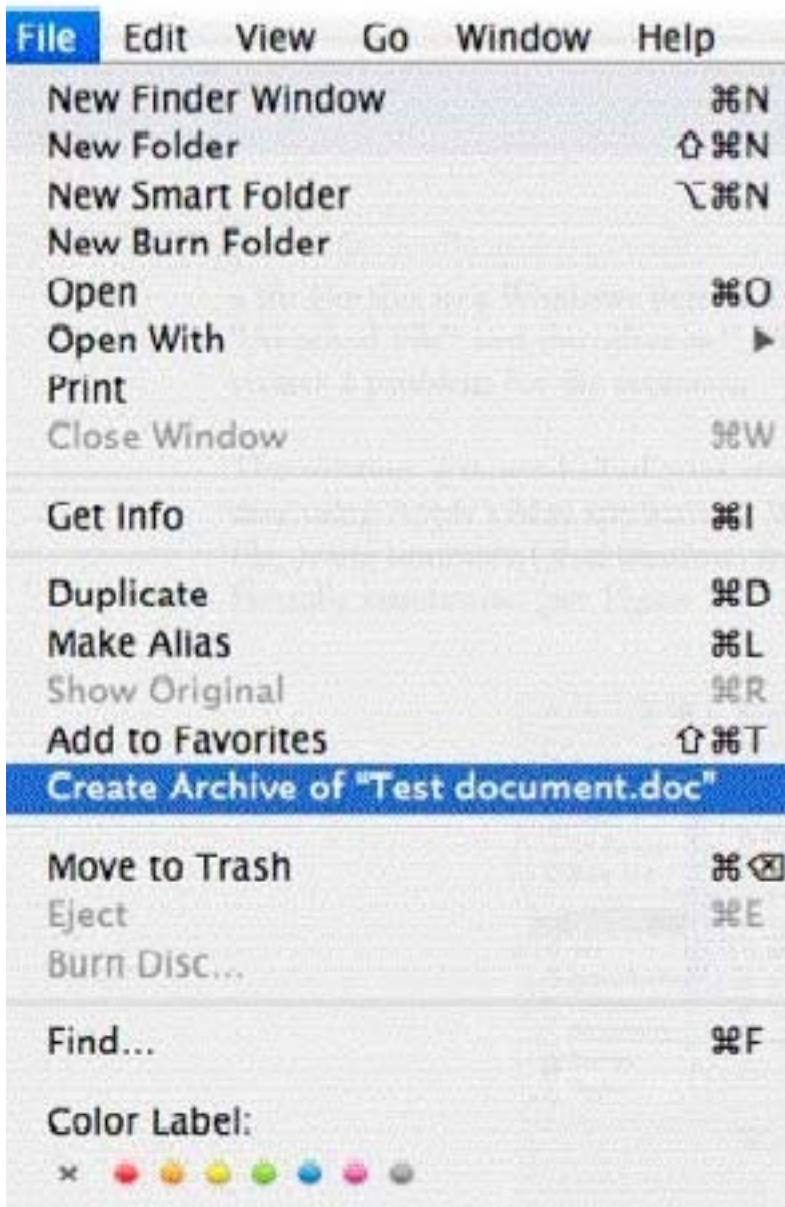 File Edit View Go Window Help
New Finder Window ⌘N
New Folder ⇧⌘N
New Smart Folder ⌥⌘N
New Burn Folder
Open ⌘O
Open With ▶
Print
Close Window ⌘W
Get Info ⌘I
Duplicate ⌘D
Make Alias ⌘L
Show Original ⌘R
Add to Favorites ⇧⌘T
Create Archive of "Test document.doc"
Move to Trash ⌘⌫
Eject ⌘E
Burn Disc...
Find... ⌘F
Color Label:
×